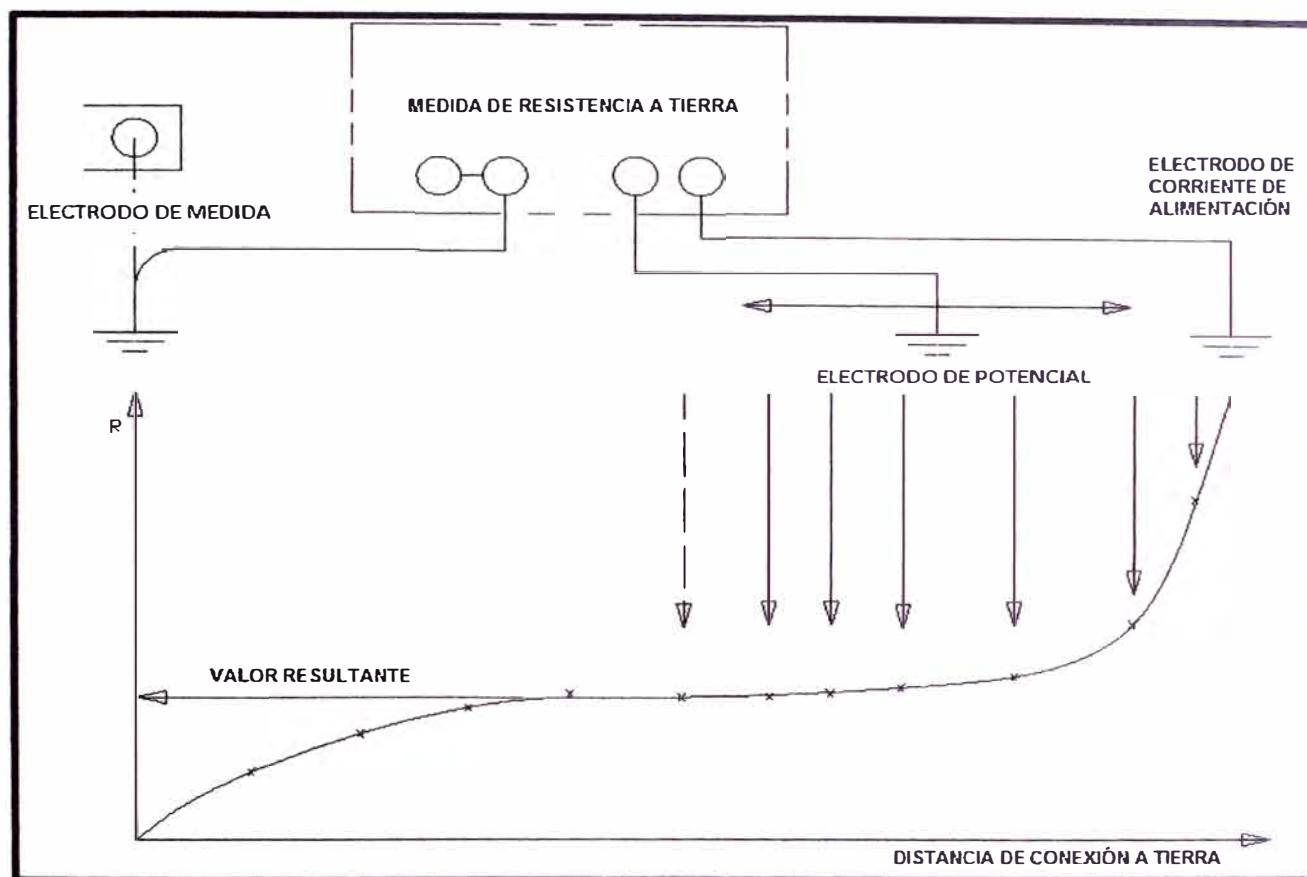 MEDIDA DE RESISTENCIA A TIERRA
ELECTRODO DE
CORRIENTE DE
ALIMENTACIÓN
ELECTRODO DE MEDIDA
ELECTRODO DE POTENCIAL
R
VALOR RESULTANTE
DISTANCIA DE CONEXIÓN A TIERRA